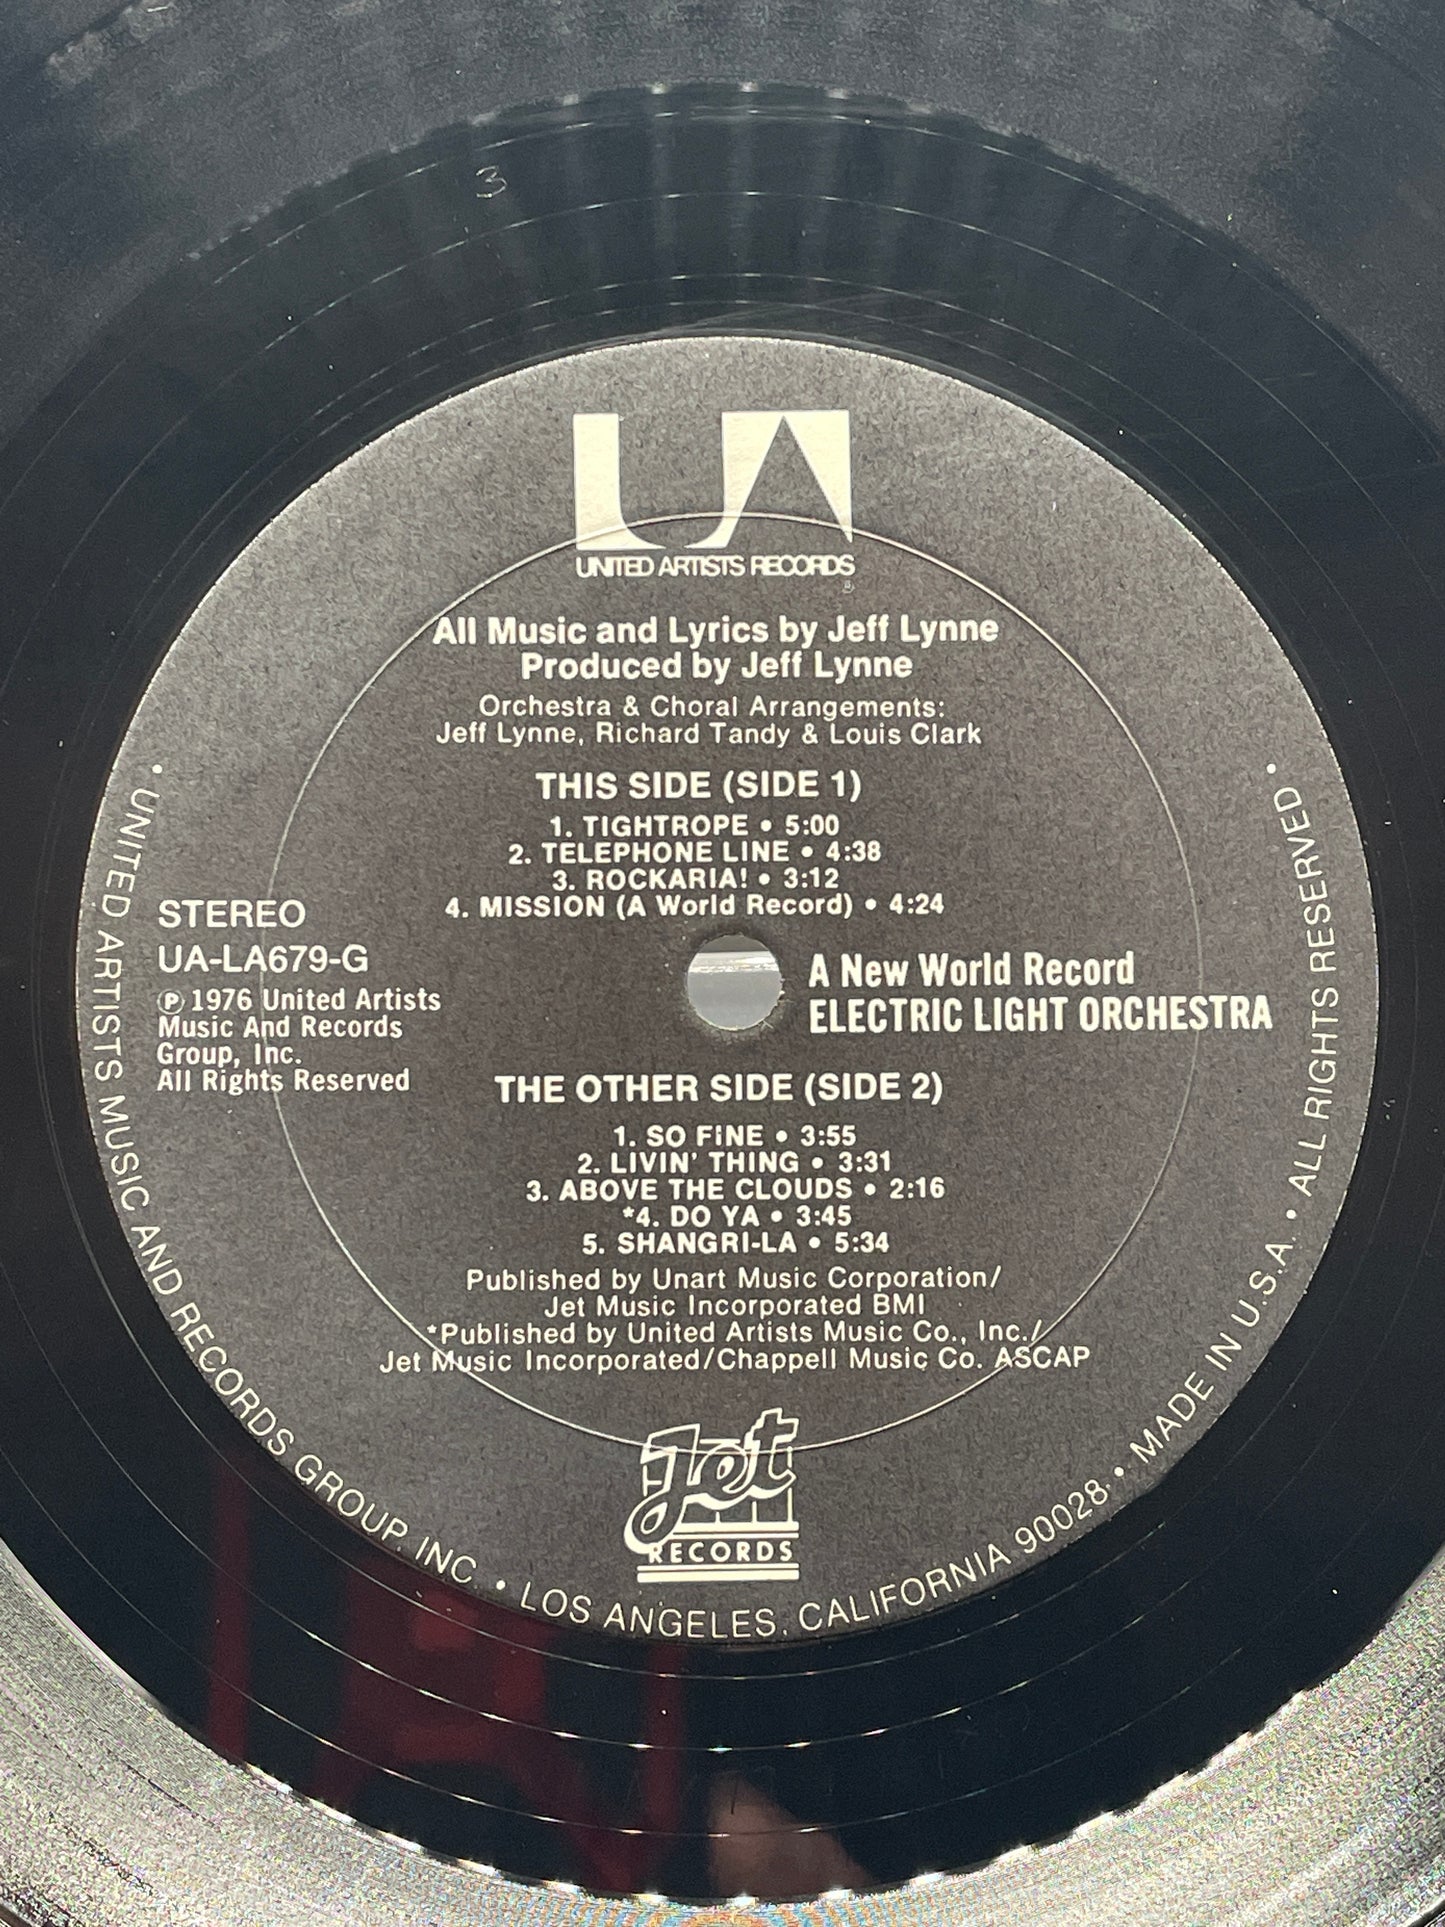 3
UA
UNITED ARTISTS RECORDS
All Music and Lyrics by Jeff Lynne
Produced by Jeff Lynne
Orchestra & Choral Arrangements:
Jeff Lynne, Richard Tandy & Louis Clark
THIS SIDE (SIDE 1)
1. TIGHTROPE • 5:00
2. TELEPHONE LINE • 4:38
3. ROCKARIA! • 3:12
4. MISSION (A World Record) • 4:24
STEREO
UA-LA679-G
Ⓟ 1976 United Artists
Music And Records
Group, Inc.
All Rights Reserved
A New World Record
ELECTRIC LIGHT ORCHESTRA
THE OTHER SIDE (SIDE 2)
1. SO FINE • 3:55
2. LIVIN' THING • 3:31
3. ABOVE THE CLOUDS • 2:16
*4. DO YA • 3:45
5. SHANGRI-LA • 5:34
Published by Unart Music Corporation/
Jet Music Incorporated BMI
*Published by United Artists Music Co., Inc./
Jet Music Incorporated/Chappell Music Co. ASCAP
Jet
RECORDS
• UNITED ARTISTS MUSIC AND RECORDS GROUP, INC. • LOS ANGELES, CALIFORNIA 90028 • MADE IN U.S.A. • ALL RIGHTS RESERVED •